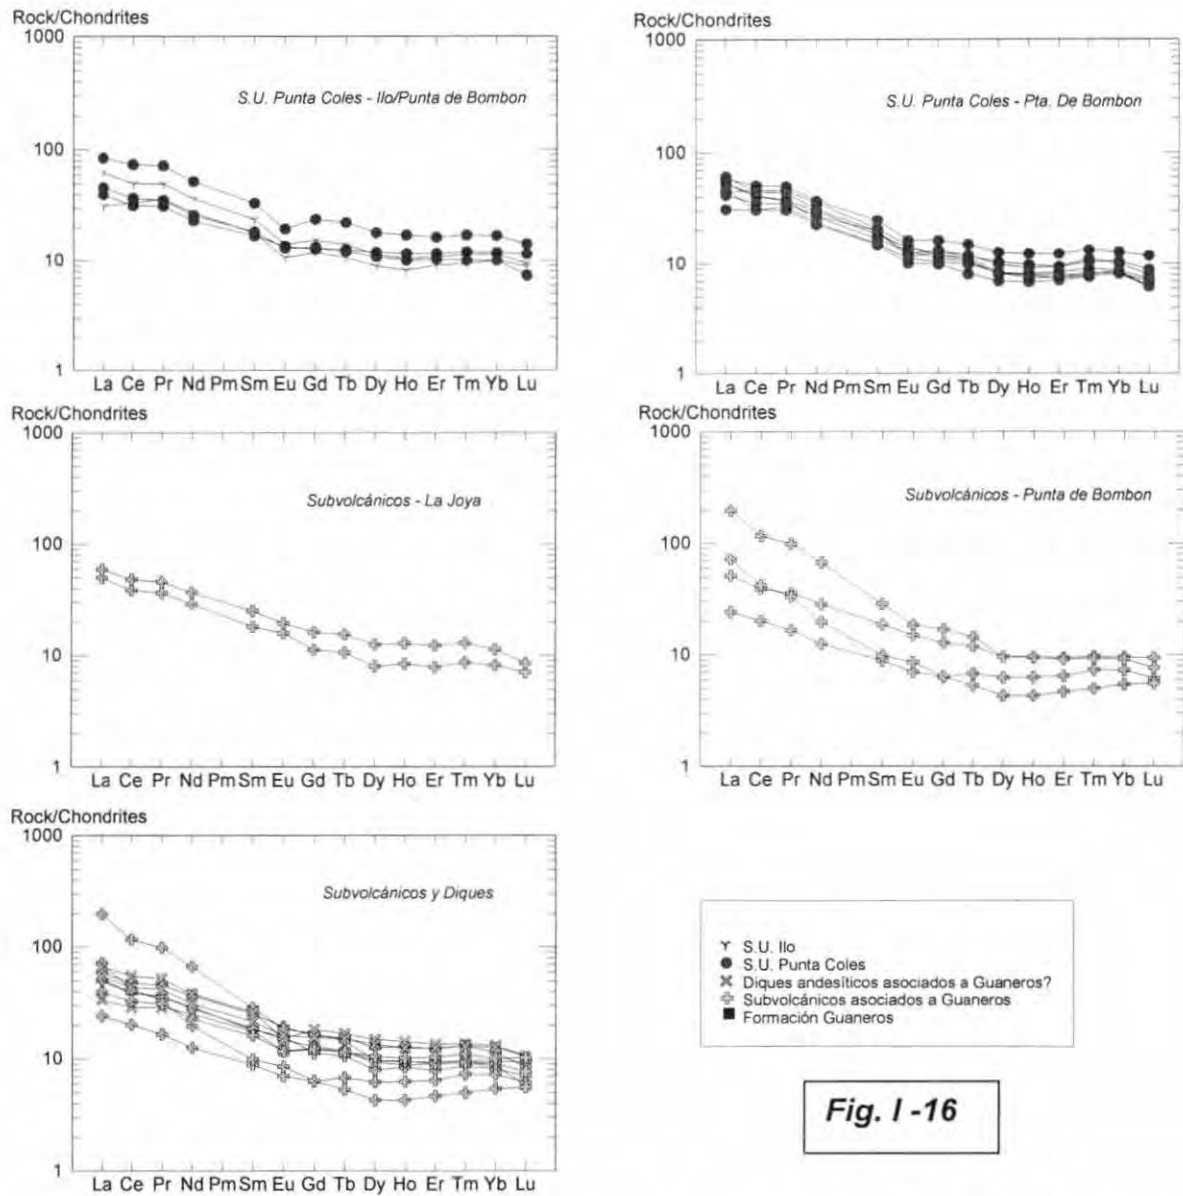 Rock/Chondrites
1000
100
10
1
S.U. Punta Coles - Ilo/Punta de Bombon
La Ce Pr Nd Pm Sm Eu Gd Tb Dy Ho Er Tm Yb Lu
Rock/Chondrites
1000
100
10
1
S.U. Punta Coles - Pta. De Bombon
La Ce Pr Nd Pm Sm Eu Gd Tb Dy Ho Er Tm Yb Lu
Rock/Chondrites
1000
100
10
1
Subvolcánicos - La Joya
La Ce Pr Nd Pm Sm Eu Gd Tb Dy Ho Er Tm Yb Lu
Rock/Chondrites
1000
100
10
1
Subvolcánicos - Punta de Bombon
La Ce Pr Nd Pm Sm Eu Gd Tb Dy Ho Er Tm Yb Lu
Rock/Chondrites
1000
100
10
1
Subvolcánicos y Diques
La Ce Pr Nd Pm Sm Eu Gd Tb Dy Ho Er Tm Yb Lu
S.U. Ilo
S.U. Punta Coles
Diques andesíticos asociados a Guaneros?
Subvolcánicos asociados a Guaneros
Formación Guaneros
Fig. I -16